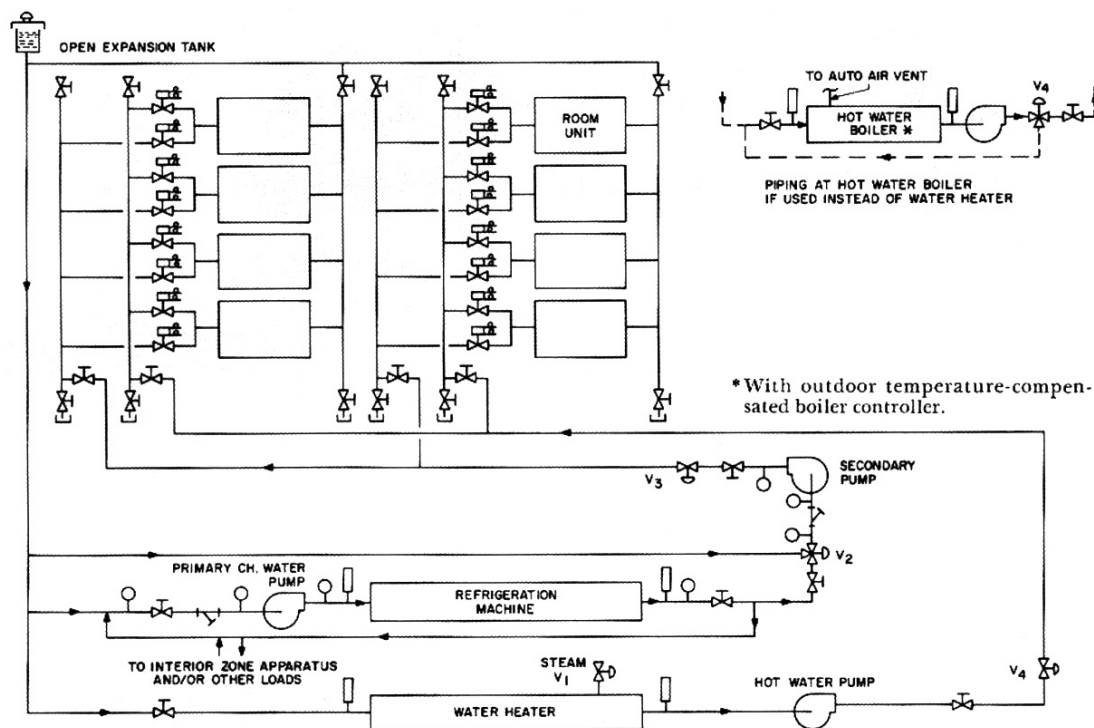 OPEN EXPANSION TANK
ROOM
UNIT
TO AUTO AIR VENT
V4
HOT WATER
BOILER *
PIPING AT HOT WATER BOILER
IF USED INSTEAD OF WATER HEATER
*With outdoor temperature-compen-
sated boiler controller.
V3
SECONDARY
PUMP
V2
PRIMARY CH. WATER
PUMP
REFRIGERATION
MACHINE
TO INTERIOR ZONE APPARATUS
AND/OR OTHER LOADS
STEAM
V1
HOT WATER PUMP
V4
WATER HEATER